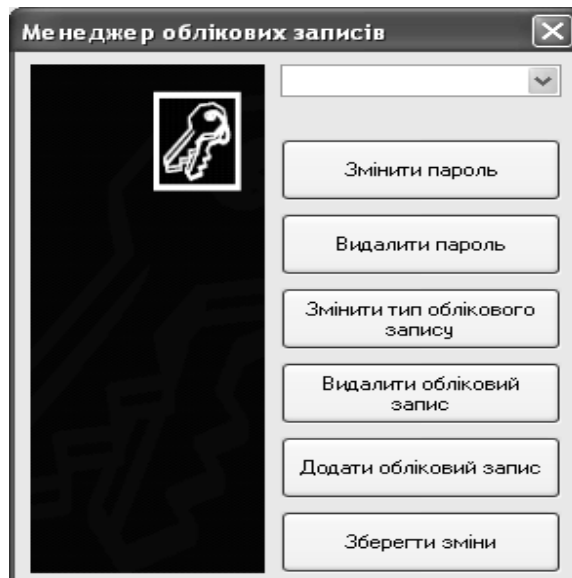 Менеджер облікових записів
Змінити пароль
Видалити пароль
Змінити тип облікового
запису
Видалити обліковий
запис
Додати обліковий запис
Зберегти зміни